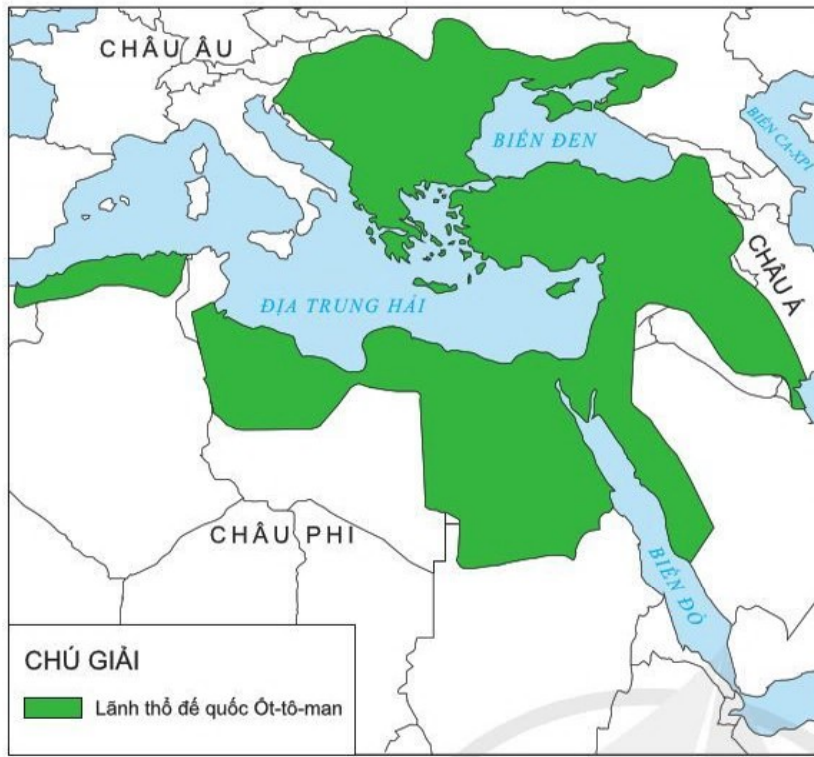 CHÂU ÂU
BIỂN ĐEN
BIỂN CA-XPI
CHÂU Á
ĐỊA TRUNG HẢI
CHÂU PHI
BIỂN ĐỎ
CHÚ GIẢI
Lãnh thổ đế quốc Ốt-tô-man